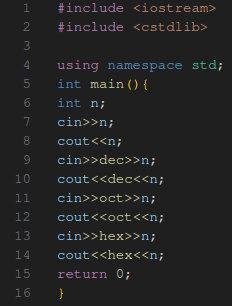 1 #include <iostream>
2 #include <cstdlib>
3
4 using namespace std;
5 int main(){
6 int n;
7 cin>>n;
8 cout<<n;
9 cin>>dec>>n;
10 cout<<dec<<n;
11 cin>>oct>>n;
12 cout<<oct<<n;
13 cin>>hex>>n;
14 cout<<hex<<n;
15 return 0;
16 }